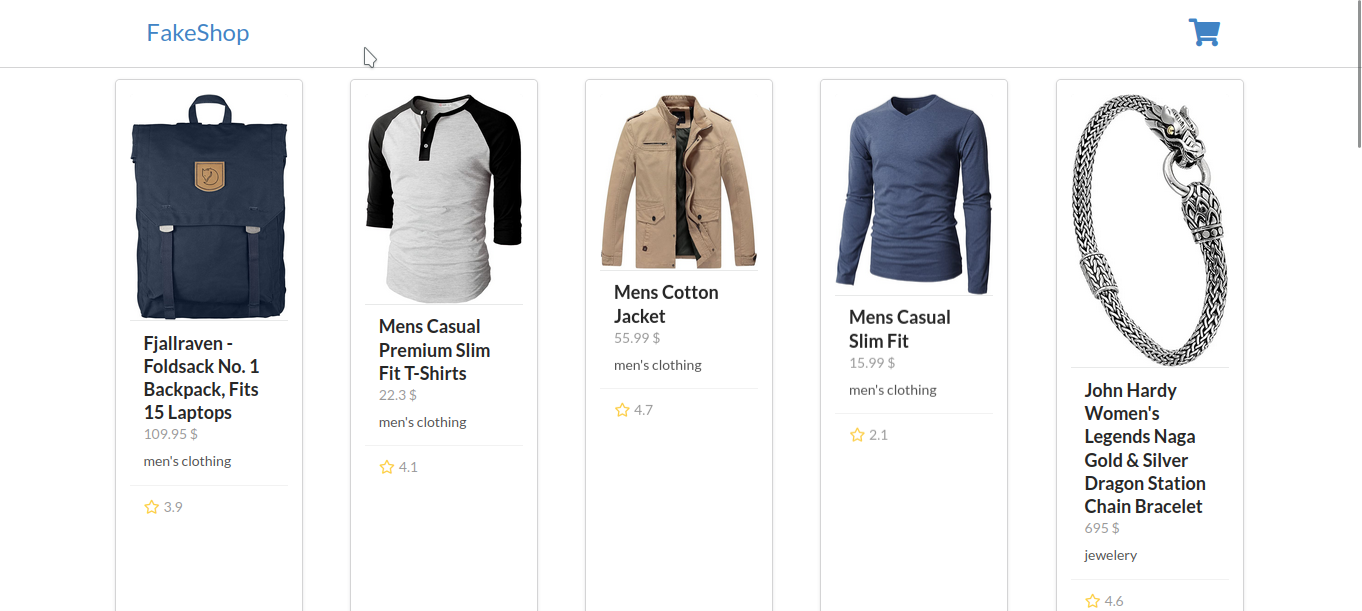 FakeShop
Fjallraven -
Foldsack No. 1
Backpack, Fits
15 Laptops
109.95 $
men's clothing
3.9
Mens Casual
Premium Slim
Fit T-Shirts
22.3 $
men's clothing
4.1
Mens Cotton
Jacket
55.99 $
men's clothing
4.7
Mens Casual
Slim Fit
15.99 $
men's clothing
2.1
John Hardy
Women's
Legends Naga
Gold & Silver
Dragon Station
Chain Bracelet
695 $
jewelery
4.6